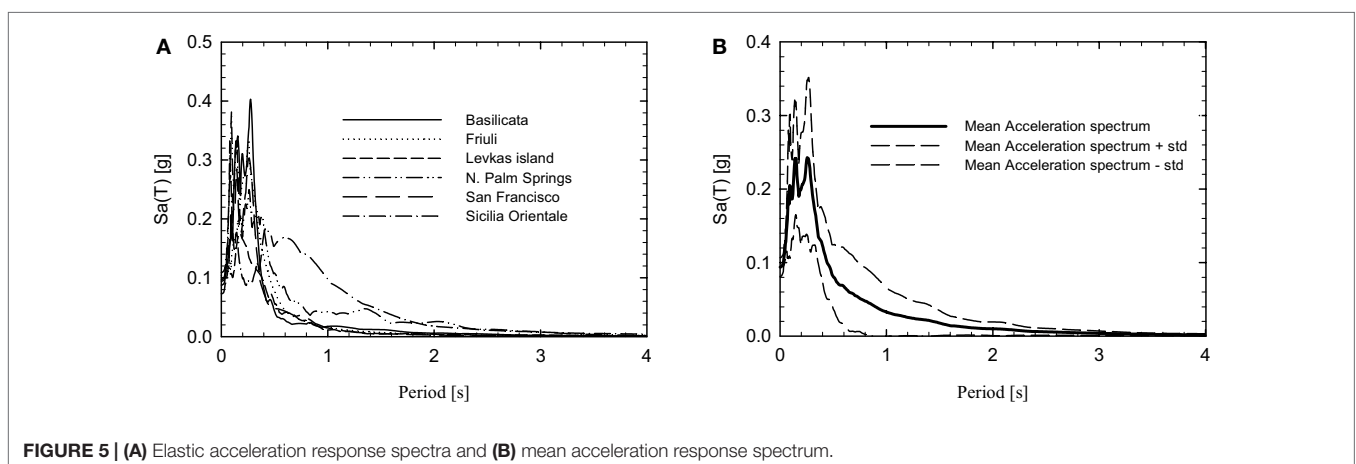 A
0.5
0.4
0.3
0.2
0.1
0.0
Sa(T) [g]
Basilicata
Friuli
Levkas island
N. Palm Springs
San Francisco
Sicilia Orientale
0 1 2 3 4
Period [s]
B
0.4
0.3
0.2
0.1
0.0
Sa(T) [g]
Mean Acceleration spectrum
Mean Acceleration spectrum + std
Mean Acceleration spectrum - std
0 1 2 3 4
Period [s]
FIGURE 5 | (A) Elastic acceleration response spectra and (B) mean acceleration response spectrum.